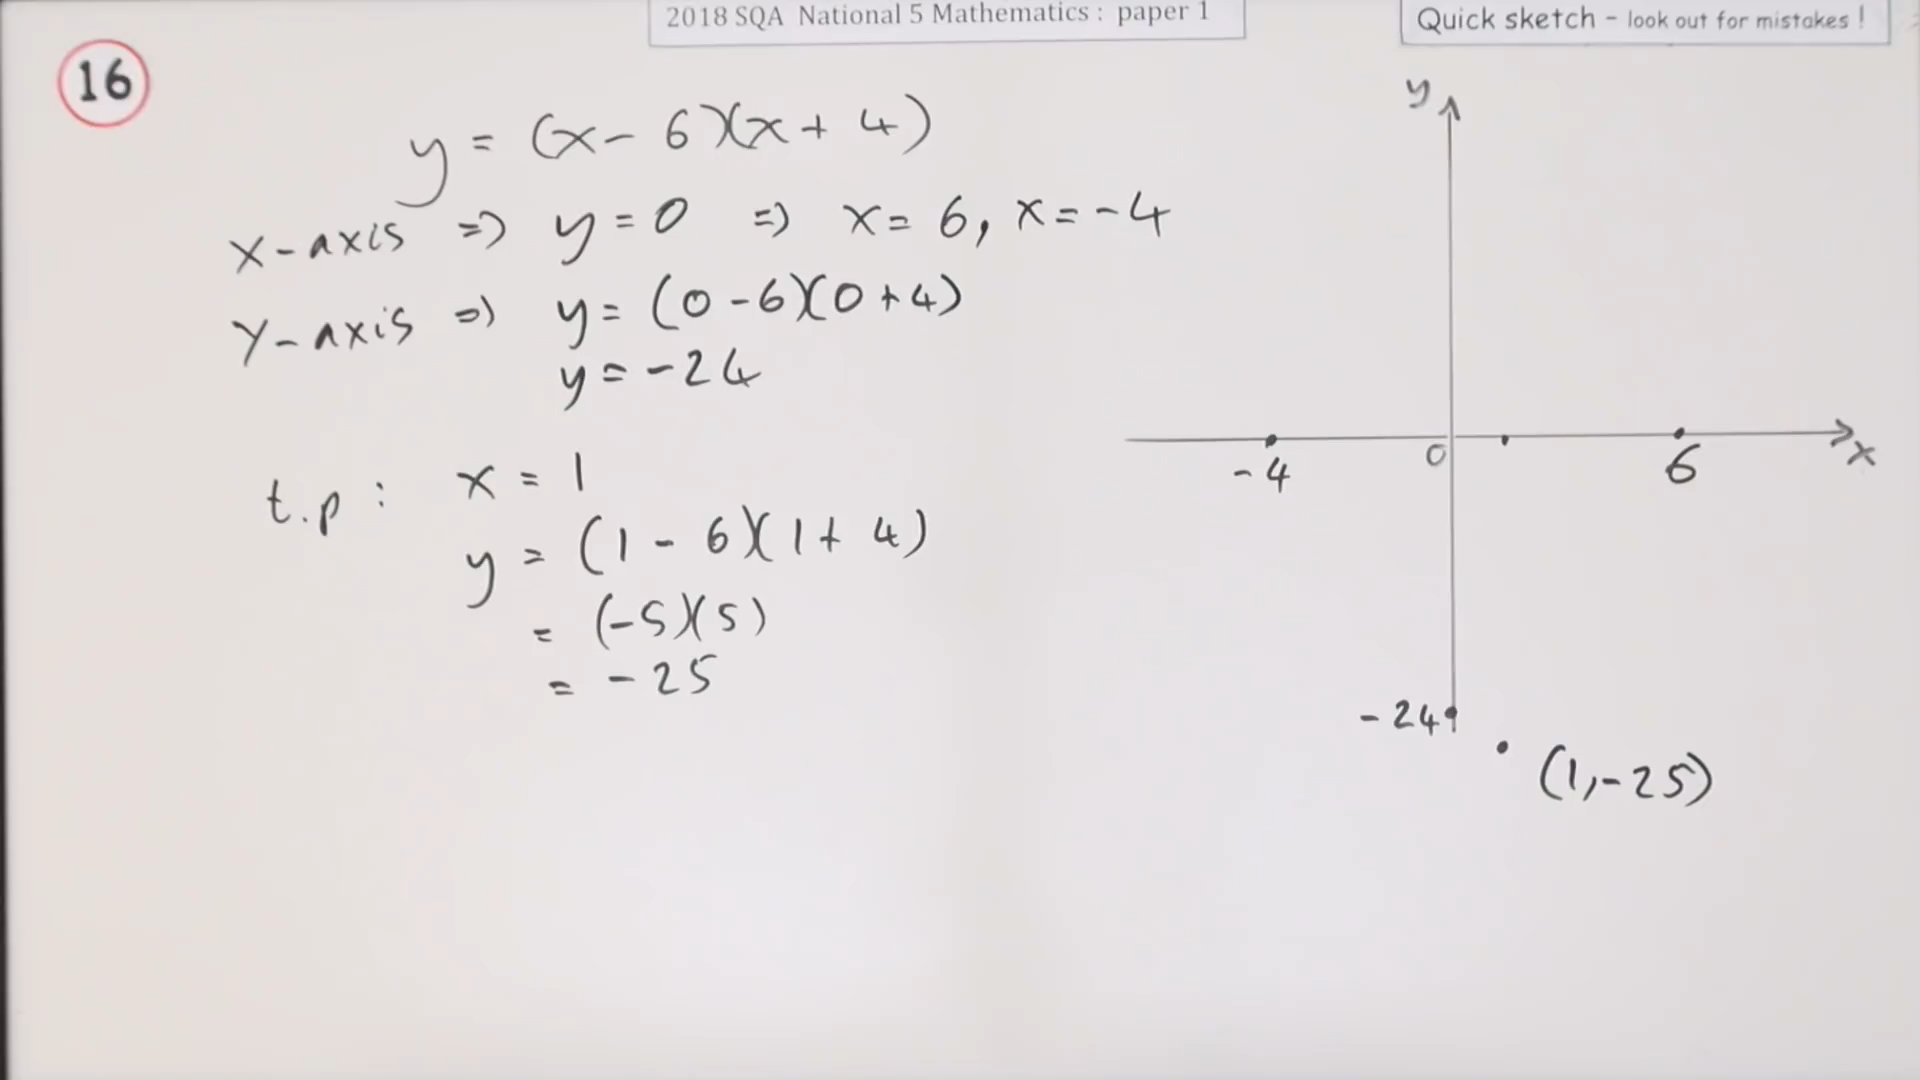 2018 SQA National 5 Mathematics : paper 1
Quick sketch - look out for mistakes !
16
y = (x - 6)(x + 4)
x-axis => y = 0 => x = 6, x = -4
y-axis => y = (0 - 6)(0 + 4)
y = -24
t.p : x = 1
y = (1 - 6)(1 + 4)
= (-5)(5)
= -25
y
-4
0
6
x
-24
(1, -25)